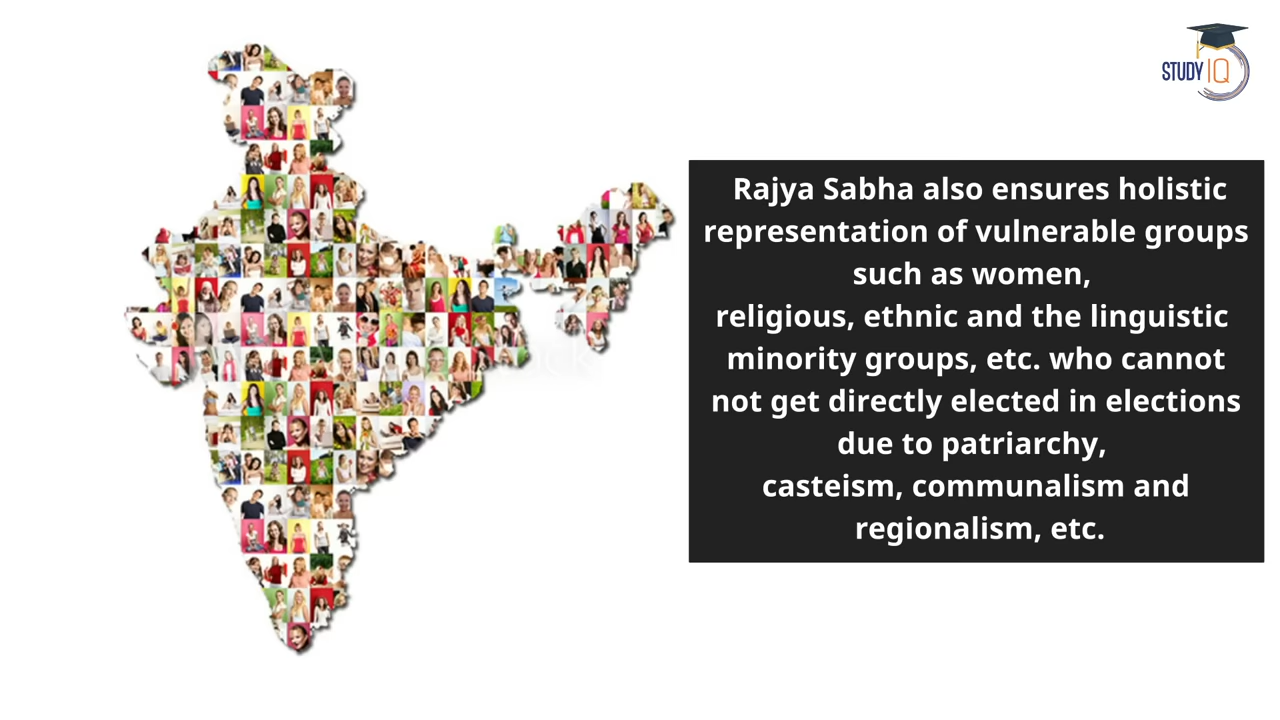 STUDY IQ
Rajya Sabha also ensures holistic
representation of vulnerable groups
such as women,
religious, ethnic and the linguistic
minority groups, etc. who cannot
not get directly elected in elections
due to patriarchy,
casteism, communalism and
regionalism, etc.